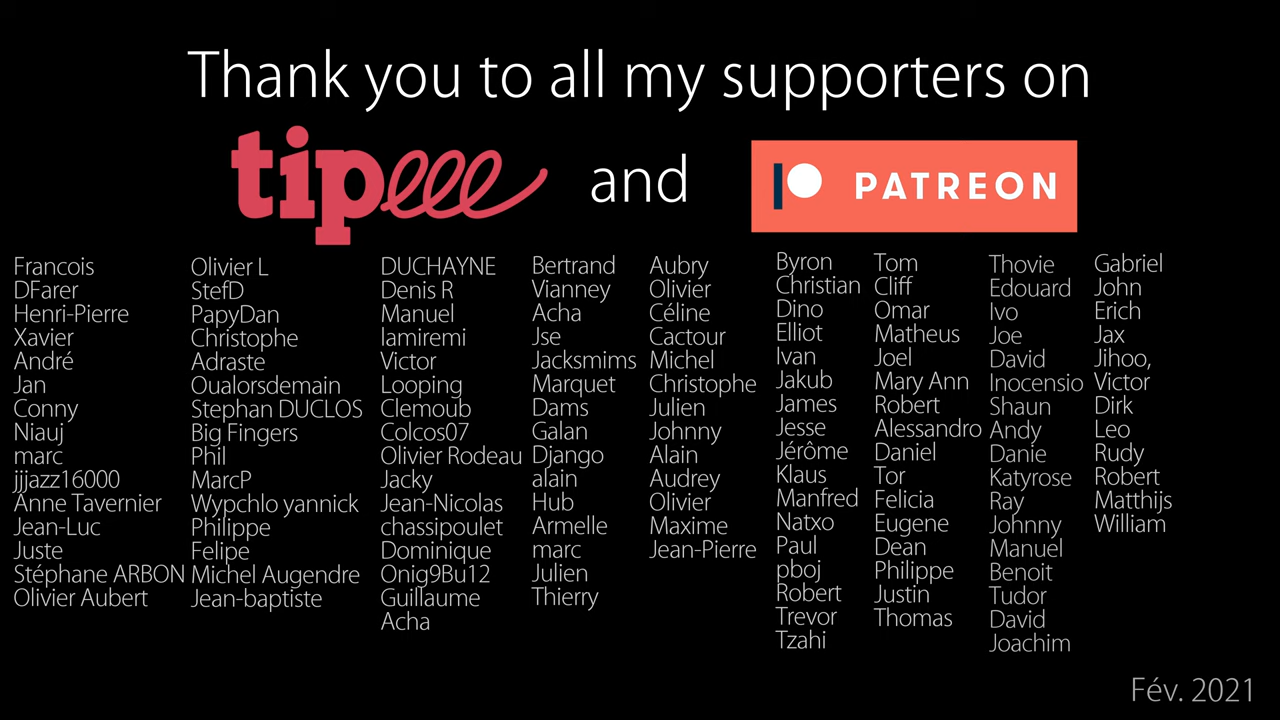 Thank you to all my supporters on
tipeee and PATREON
Francois
DFarer
Henri-Pierre
Xavier
André
Jan
Conny
Niauj
marc
jjjazz16000
Anne Tavernier
Jean-Luc
Juste
Stéphane ARBON
Olivier Aubert
Olivier L
StefD
PapyDan
Christophe
Adraste
Oualorsdemain
Stephan DUCLOS
Big Fingers
Phil
MarcP
Wypchlo yannick
Philippe
Felipe
Michel Augendre
Jean-baptiste
DUCHAYNE
Denis R
Manuel
lamiremi
Victor
Looping
Clemoub
Colcos07
Olivier Rodeau
Jacky
Jean-Nicolas
chassipoulet
Dominique
Onig9Bu12
Guillaume
Acha
Bertrand
Vianney
Acha
Jse
Jacksmims
Marquet
Dams
Galan
Django
alain
Hub
Armelle
marc
Julien
Thierry
Aubry
Olivier
Céline
Cactour
Michel
Christophe
Julien
Johnny
Alain
Audrey
Olivier
Maxime
Jean-Pierre
Byron
Christian
Dino
Elliot
Ivan
Jakub
James
Jesse
Jérôme
Klaus
Manfred
Natxo
Paul
pboj
Robert
Trevor
Tzahi
Tom
Cliff
Omar
Matheus
Joel
Mary Ann
Robert
Alessandro
Daniel
Tor
Felicia
Eugene
Dean
Philippe
Justin
Thomas
Thovie
Edouard
Ivo
Joe
David
Inocensio
Shaun
Andy
Danie
Katyrose
Ray
Johnny
Manuel
Benoit
Tudor
David
Joachim
Gabriel
John
Erich
Jax
Jihoo,
Victor
Dirk
Leo
Rudy
Robert
Matthijs
William
Fév. 2021